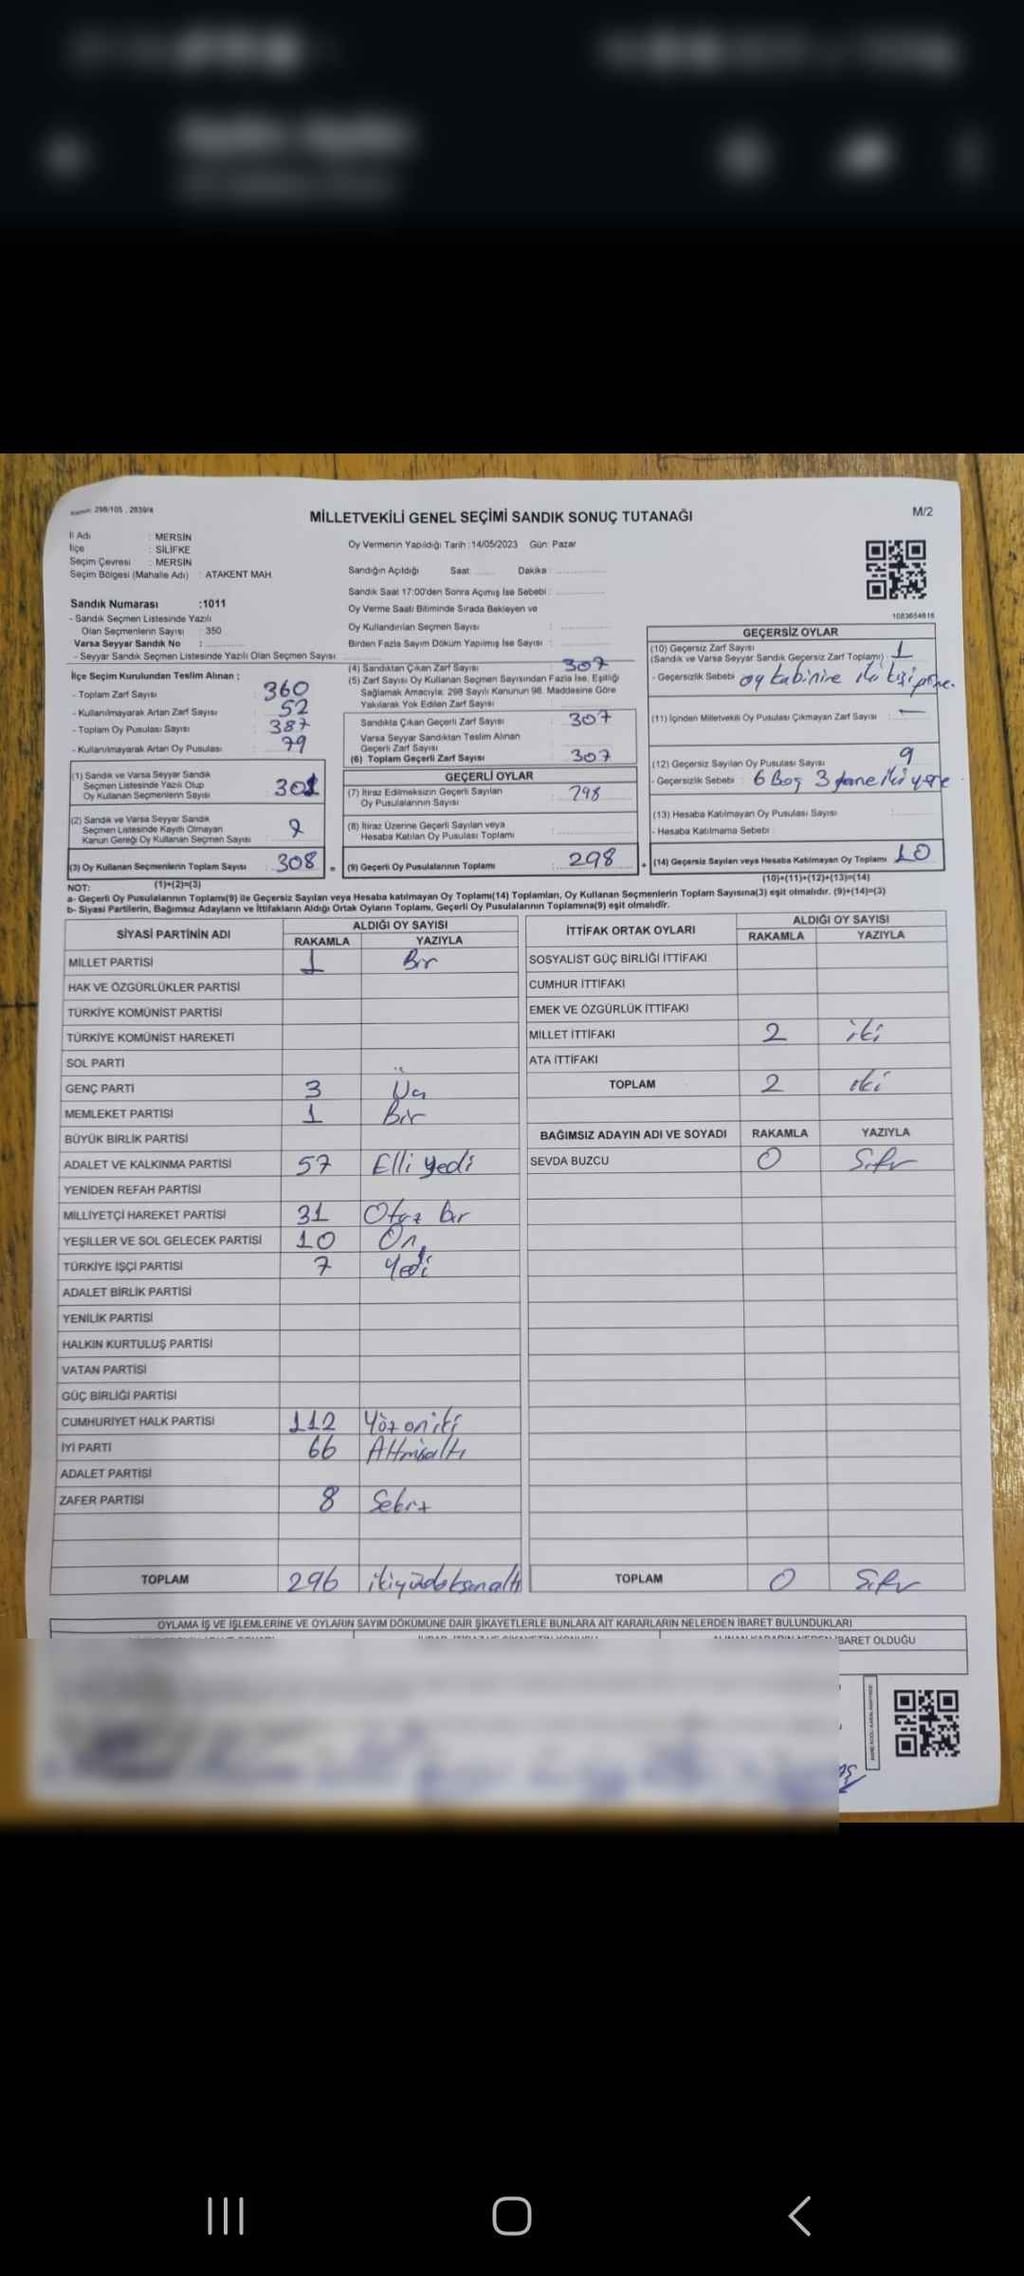 Kanun: 298/105 , 2839/4
MİLLETVEKİLİ GENEL SEÇİMİ SANDIK SONUÇ TUTANAĞI
M/2
İl Adı : MERSİN
İlçe : SİLİFKE
Seçim Çevresi : MERSİN
Seçim Bölgesi (Mahalle Adı) : ATAKENT MAH.
Oy Vermenin Yapıldığı Tarih :14/05/2023 Gün: Pazar
Sandığın Açıldığı Saat ........ Dakika ..............
Sandık Saat 17:00'den Sonra Açımış İse Sebebi : ..............
Oy Verme Saati Bitiminde Sırada Bekleyen ve
Oy Kullandırılan Seçmen Sayısı : ..............
Birden Fazla Sayım Döküm Yapılmış İse Sayısı : ..............
Sandık Numarası :1011
- Sandık Seçmen Listesinde Yazılı
Olan Seçmenlerin Sayısı : 350
Varsa Seyyar Sandık No : ..............
- Seyyar Sandık Seçmen Listesinde Yazılı Olan Seçmen Sayısı
1083654616
İlçe Seçim Kurulundan Teslim Alınan ;
- Toplam Zarf Sayısı 360
- Kullanılmayarak Artan Zarf Sayısı 52
- Toplam Oy Pusulası Sayısı 387
- Kullanılmayarak Artan Oy Pusulası 79
(1) Sandık ve Varsa Seyyar Sandık
Seçmen Listesinde Yazılı Olup
Oy Kullanan Seçmenlerin Sayısı 301
(2) Sandık ve Varsa Seyyar Sandık
Seçmen Listesinde Kayıtlı Olmayan
Kanun Gereği Oy Kullanan Seçmen Sayısı
(3) Oy Kullanan Seçmenlerin Toplam Sayısı 308 =
(1)+(2)=(3)
(4) Sandıktan Çıkan Zarf Sayısı 307
(5) Zarf Sayısı Oy Kullanan Seçmen Sayısından Fazla İse, Eşitliği
Sağlamak Amacıyla; 298 Sayılı Kanunun 98. Maddesine Göre
Yakılarak Yok Edilen Zarf Sayısı
Sandıkta Çıkan Geçerli Zarf Sayısı : 307
Varsa Seyyar Sandıktan Teslim Alınan
Geçerli Zarf Sayısı
(6) Toplam Geçerli Zarf Sayısı : 307
GEÇERLİ OYLAR
(7) İtiraz Edilmeksizin Geçerli Sayılan
Oy Pusulalarının Sayısı : 298
(8) İtiraz Üzerine Geçerli Sayılan veya
Hesaba Katılan Oy Pusulası Toplamı
(9) Geçerli Oy Pusulalarının Toplamı : 298 +
GEÇERSİZ OYLAR
(10) Geçersiz Zarf Sayısı
(Sandık ve Varsa Seyyar Sandık Geçersiz Zarf Toplamı) 1
- Geçersizlik Sebebi oy kabinine iki kişi
(11) İçinden Milletvekili Oy Pusulası Çıkmayan Zarf Sayısı : —
(12) Geçersiz Sayılan Oy Pusulası Sayısı 9
- Geçersizlik Sebebi : 6 Boş 3 tane iki yere
(13) Hesaba Katılmayan Oy Pusulası Sayısı
- Hesaba Katılmama Sebebi
(14) Geçersiz Sayılan veya Hesaba Katılmayan Oy Toplamı 10
(10)+(11)+(12)+(13)=(14)
NOT:
a- Geçerli Oy Pusulalarının Toplamı(9) ile Geçersiz Sayılan veya Hesaba katılmayan Oy Toplamı(14) Toplamları, Oy Kullanan Seçmenlerin Toplam Sayısına(3) eşit olmalıdır. (9)+(14)=(3)
b- Siyasi Partilerin, Bağımsız Adayların ve İttifakların Aldığı Ortak Oyların Toplamı, Geçerli Oy Pusulalarının Toplamına(9) eşit olmalıdır.
SİYASİ PARTİNİN ADI
ALDIĞI OY SAYISI
RAKAMLA YAZIYLA
MİLLET PARTİSİ 1 Bir
HAK VE ÖZGÜRLÜKLER PARTİSİ
TÜRKİYE KOMÜNİST PARTİSİ
TÜRKİYE KOMÜNİST HAREKETİ
SOL PARTİ
GENÇ PARTİ 3 Üç
MEMLEKET PARTİSİ 1 Bir
BÜYÜK BİRLİK PARTİSİ
ADALET VE KALKINMA PARTİSİ 57 Elli yedi
YENİDEN REFAH PARTİSİ
MİLLİYETÇİ HAREKET PARTİSİ 31 Otuz bir
YEŞİLLER VE SOL GELECEK PARTİSİ 10 On
TÜRKİYE İŞÇİ PARTİSİ 7 Yedi
ADALET BİRLİK PARTİSİ
YENİLİK PARTİSİ
HALKIN KURTULUŞ PARTİSİ
VATAN PARTİSİ
GÜÇ BİRLİĞİ PARTİSİ
CUMHURİYET HALK PARTİSİ 112 Yüz oniki
İYİ PARTİ 66 Altmışaltı
ADALET PARTİSİ
ZAFER PARTİSİ 8 Sekiz
TOPLAM 296 ikiyüzdoksanaltı
İTTİFAK ORTAK OYLARI
ALDIĞI OY SAYISI
RAKAMLA YAZIYLA
SOSYALİST GÜÇ BİRLİĞİ İTTİFAKI
CUMHUR İTTİFAKI
EMEK VE ÖZGÜRLÜK İTTİFAKI
MİLLET İTTİFAKI 2 iki
ATA İTTİFAKI
TOPLAM 2 iki
BAĞIMSIZ ADAYIN ADI VE SOYADI RAKAMLA YAZIYLA
SEVDA BUZCU 0 Sıfır
TOPLAM 0 Sıfır
OYLAMA İŞ VE İŞLEMLERİNE VE OYLARIN SAYIM DÖKÜMÜNE DAİR ŞİKAYETLERLE BUNLARA AİT KARARLARIN NELERDEN İBARET BULUNDUKLARI
İBARET OLDUĞU